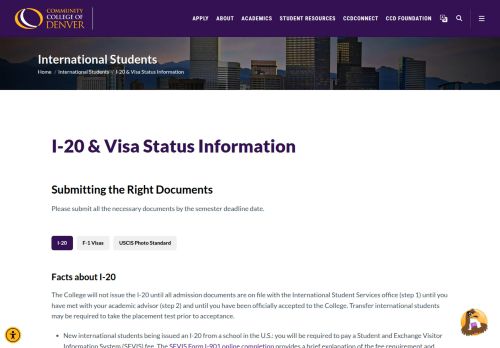 COMMUNITY
COLLEGE OF
DENVER
APPLY ABOUT ACADEMICS STUDENT RESOURCES CCDCONNECT CCD FOUNDATION
International Students
Home / International Students / I-20 & Visa Status Information
I-20 & Visa Status Information
Submitting the Right Documents
Please submit all the necessary documents by the semester deadline date.
I-20 F-1 Visas USCIS Photo Standard
Facts about I-20
The College will not issue the I-20 until all admission documents are on file with the International Student Services office (step 1) until you
have met with your academic advisor (step 2) and until you have been officially accepted to the College. Transfer international students
may be required to take the placement test prior to acceptance.
• New international students being issued an I-20 from a school in the U.S.: you will be required to pay a Student and Exchange Visitor
Information System (SEVIS) fee. The SEVIS Form I-901 online completion provides a brief explanation of the fee requirement and